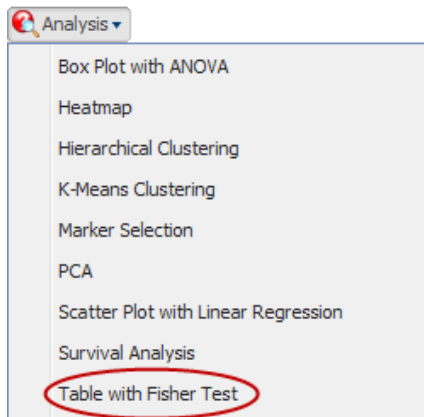 Analysis
Box Plot with ANOVA
Heatmap
Hierarchical Clustering
K-Means Clustering
Marker Selection
PCA
Scatter Plot with Linear Regression
Survival Analysis
Table with Fisher Test